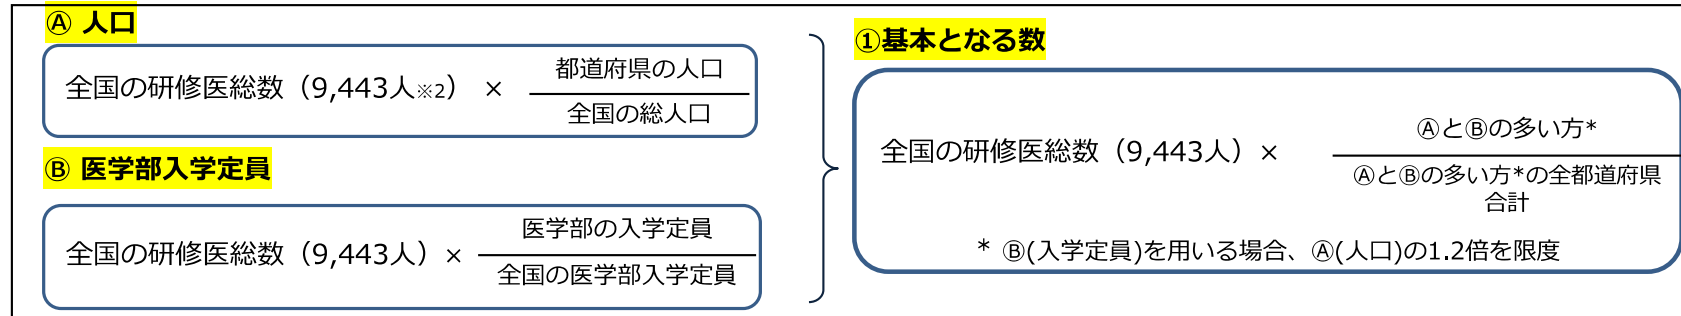 Ⓐ 人口
全国の研修医総数（9,443人※2） ×
都道府県の人口
全国の総人口
Ⓑ 医学部入学定員
全国の研修医総数（9,443人）×
医学部の入学定員
全国の医学部入学定員
①基本となる数
全国の研修医総数（9,443人）×
ⒶとⒷの多い方*
ⒶとⒷの多い方*の全都道府県
合計
* Ⓑ(入学定員)を用いる場合、Ⓐ(人口)の1.2倍を限度